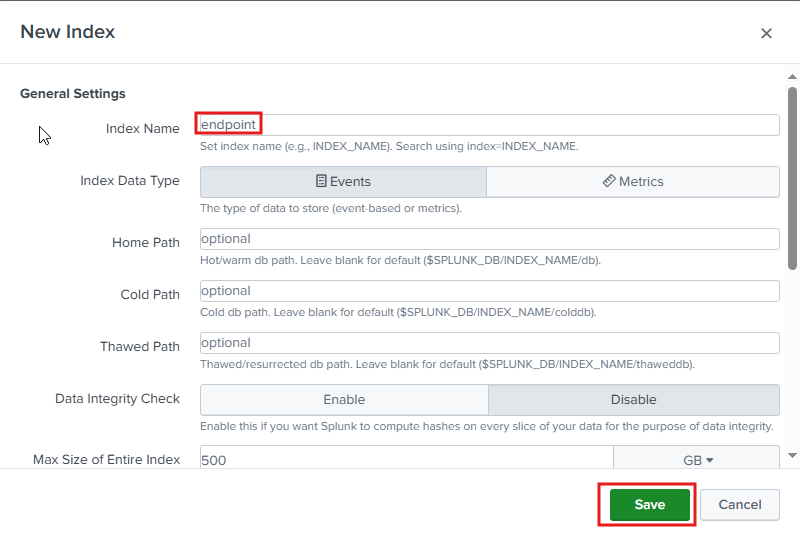 New Index
General Settings
Index Name endpoint
Set index name (e.g., INDEX_NAME). Search using index=INDEX_NAME.
Index Data Type Events Metrics
The type of data to store (event-based or metrics).
Home Path optional
Hot/warm db path. Leave blank for default ($SPLUNK_DB/INDEX_NAME/db).
Cold Path optional
Cold db path. Leave blank for default ($SPLUNK_DB/INDEX_NAME/colddb).
Thawed Path optional
Thawed/resurrected db path. Leave blank for default ($SPLUNK_DB/INDEX_NAME/thaweddb).
Data Integrity Check Enable Disable
Enable this if you want Splunk to compute hashes on every slice of your data for the purpose of data integrity.
Max Size of Entire Index 500 GB
Save Cancel